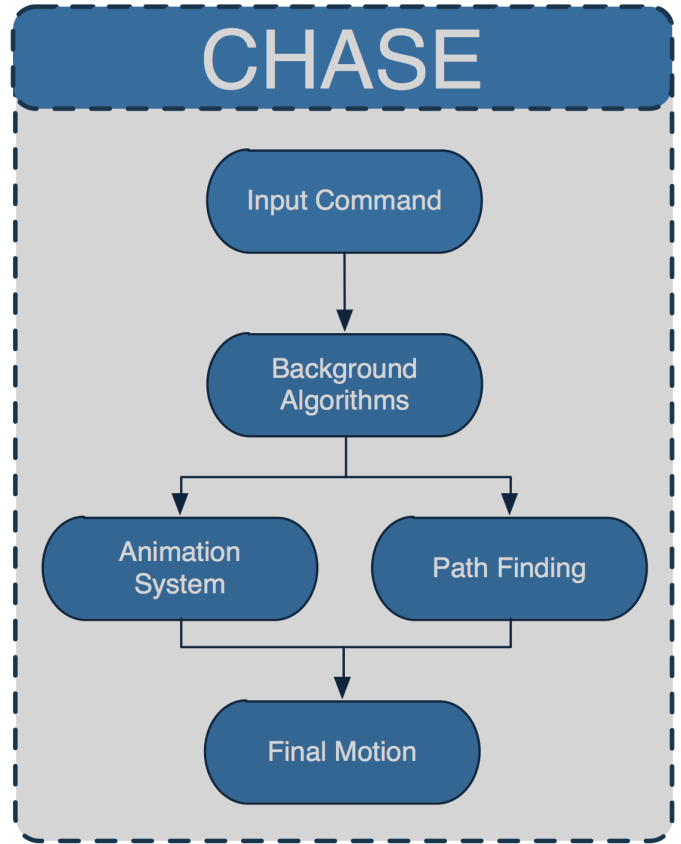 CHASE
Input Command
Background
Algorithms
Animation
System
Path Finding
Final Motion